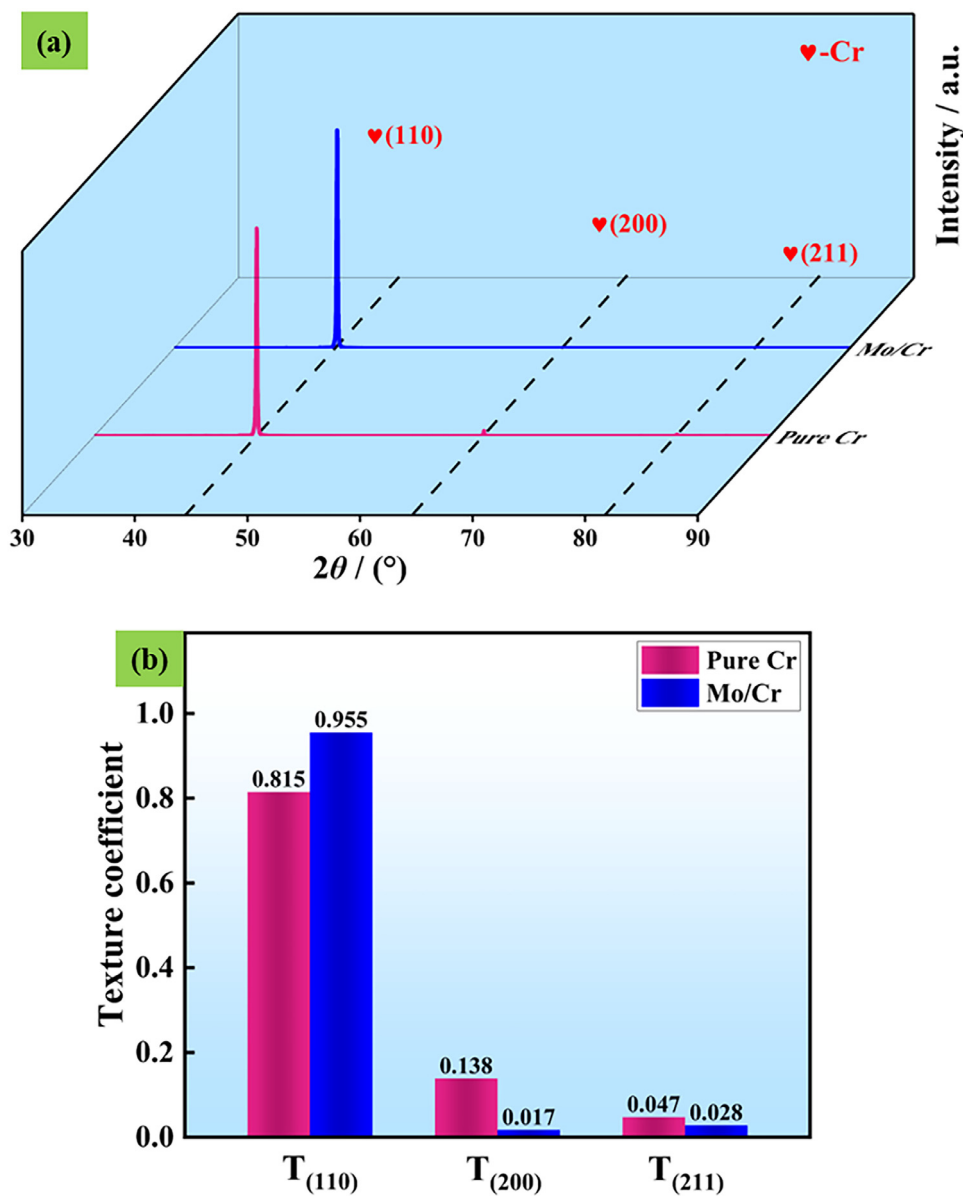 (a)
♥-Cr
Intensity / a.u.
♥(110)
♥(200)
♥(211)
Mo/Cr
Pure Cr
30 40 50 60 70 80 90
2θ / (°)
(b)
Pure Cr
Mo/Cr
Texture coefficient
1.0
0.8
0.6
0.4
0.2
0.0
0.815
0.955
0.138
0.017
0.047
0.028
T(110) T(200) T(211)